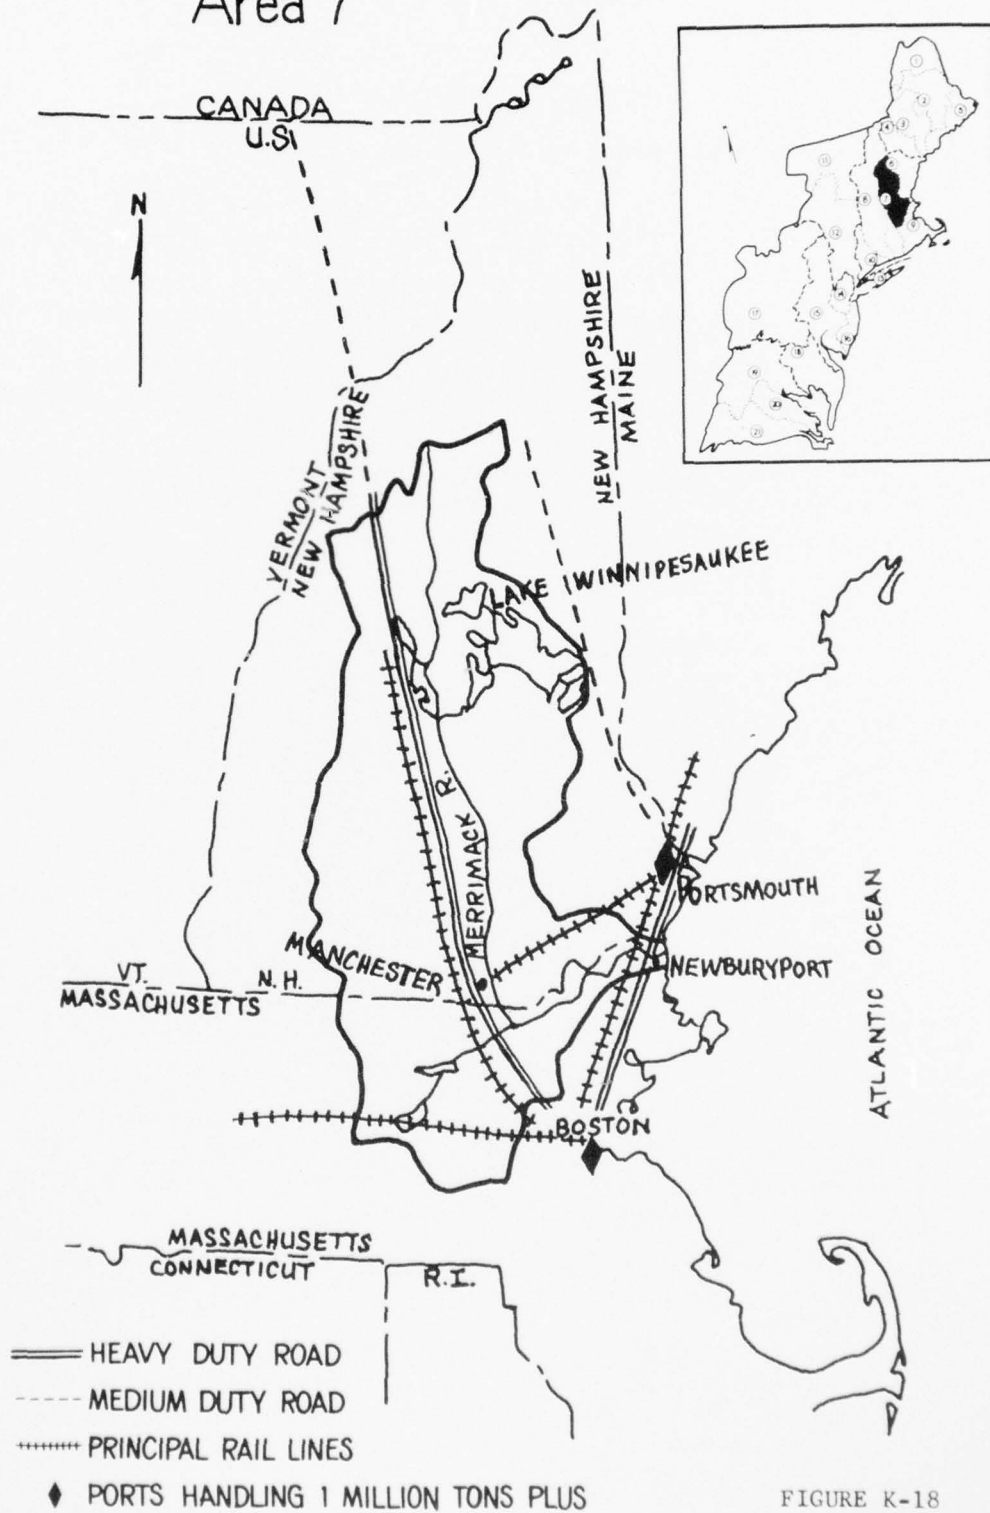 Area 7
CANADA
U.S.
N
NEW HAMPSHIRE
MAINE
VERMONT
NEW HAMPSHIRE
LAKE WINNIPESAUKEE
MERRIMACK R.
PORTSMOUTH
MANCHESTER
NEWBURYPORT
VT.
N.H.
MASSACHUSETTS
ATLANTIC OCEAN
BOSTON
MASSACHUSETTS
CONNECTICUT
R.I.
HEAVY DUTY ROAD
MEDIUM DUTY ROAD
PRINCIPAL RAIL LINES
PORTS HANDLING 1 MILLION TONS PLUS
FIGURE K-18